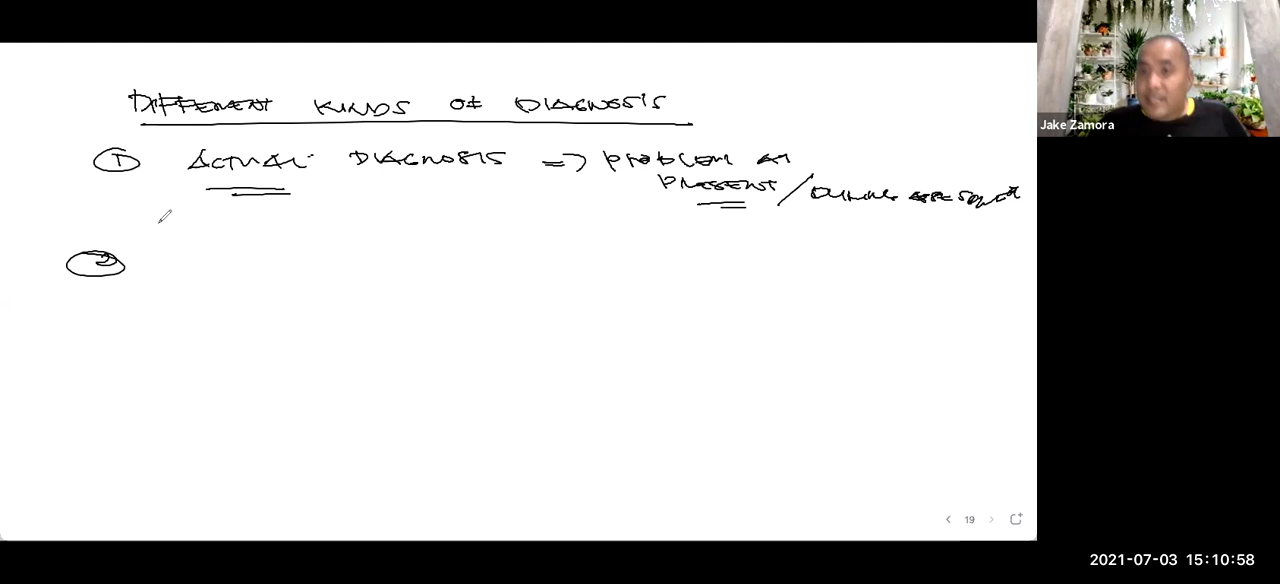 DIFFERENT KINDS OF DIAGNOSIS
Jake Zamora
1 ACTUAL DIAGNOSIS => PROBLEM AT
PRESENT / DURING ASSESSMENT
2
< 19 >
2021-07-03 15:10:58